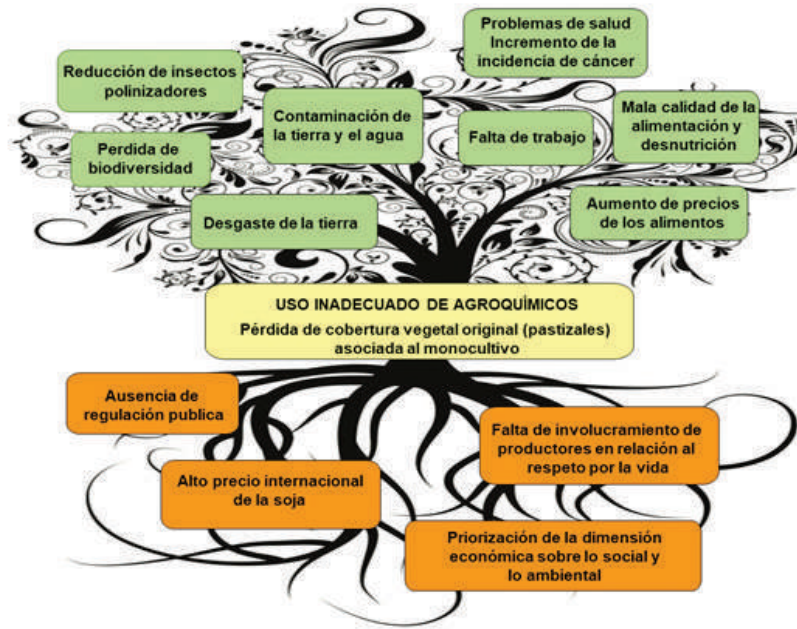 Problemas de salud
Incremento de la
incidencia de cáncer
Reducción de insectos
polinizadores
Contaminación de
la tierra y el agua
Falta de trabajo
Mala calidad de la
alimentación y
desnutrición
Perdida de
biodiversidad
Desgaste de la tierra
Aumento de precios
de los alimentos
USO INADECUADO DE AGROQUÌMICOS
Pérdida de cobertura vegetal original (pastizales)
asociada al monocultivo
Ausencia de
regulación publica
Falta de involucramiento de
productores en relación al
respeto por la vida
Alto precio internacional
de la soja
Priorización de la dimensión
económica sobre lo social y
lo ambiental